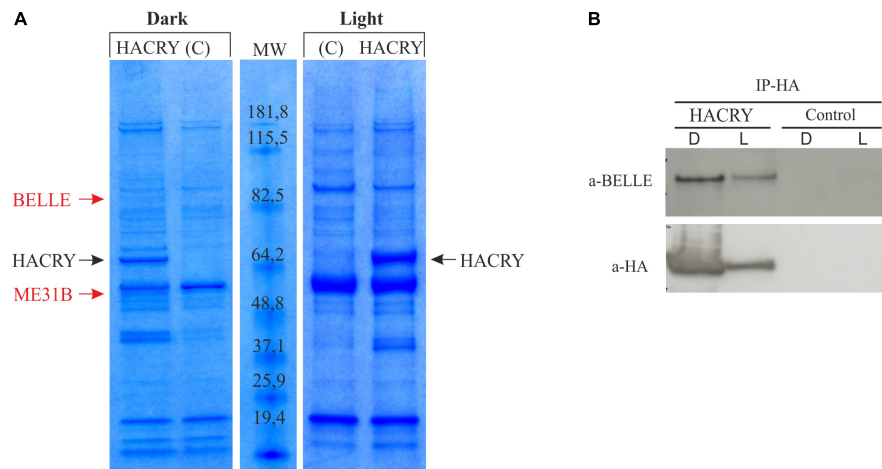 A
Dark
Light
HACRY (C)
MW
(C) HACRY
181,8
115,5
BELLE
82,5
HACRY
64,2
HACRY
ME31B
48,8
37,1
25,9
19,4
B
IP-HA
HACRY Control
D L D L
a-BELLE
a-HA